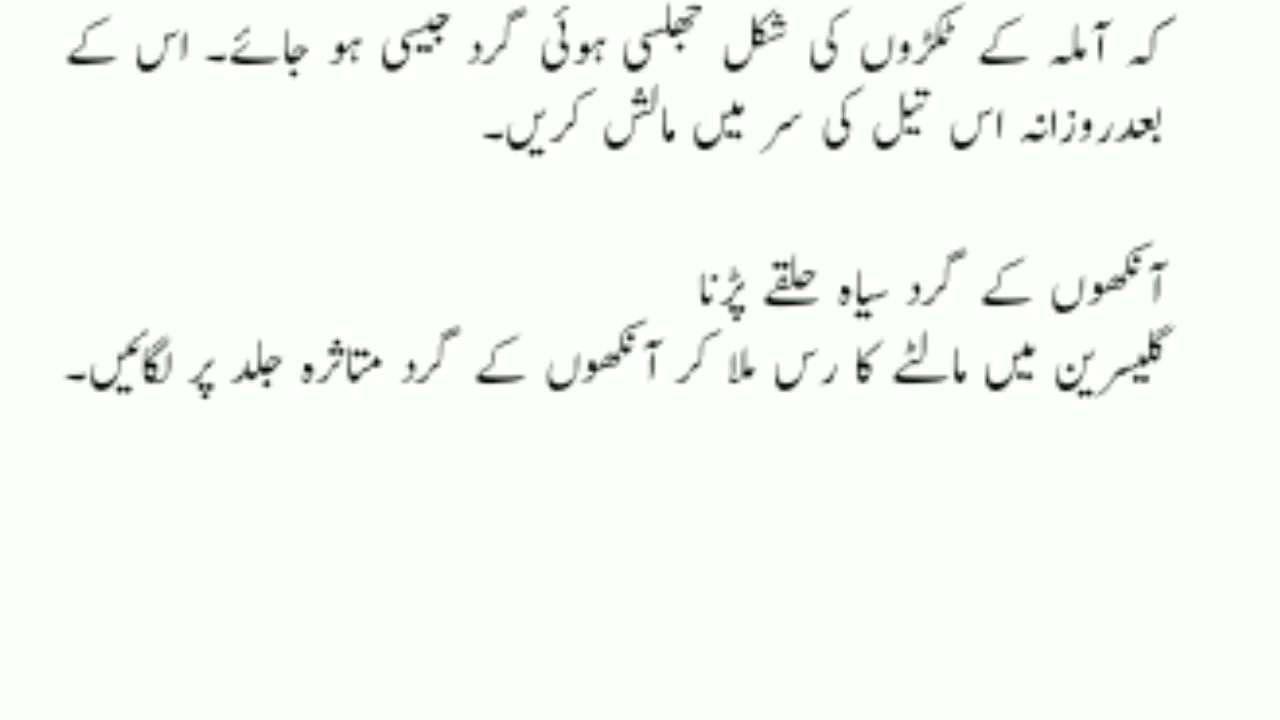 کہ آملہ کے ٹکڑوں کی شکل جھلسی ہوئی گرد جیسی ہو جائے۔ اس کے
بعدروزانہ اس تیل کی سر میں مالش کریں۔
آنکھوں کے گرد سیاہ حلقے پڑنا
گلیسرین میں مالٹے کا رس ملا کر آنکھوں کے گرد متاثرہ جلد پر لگائیں۔